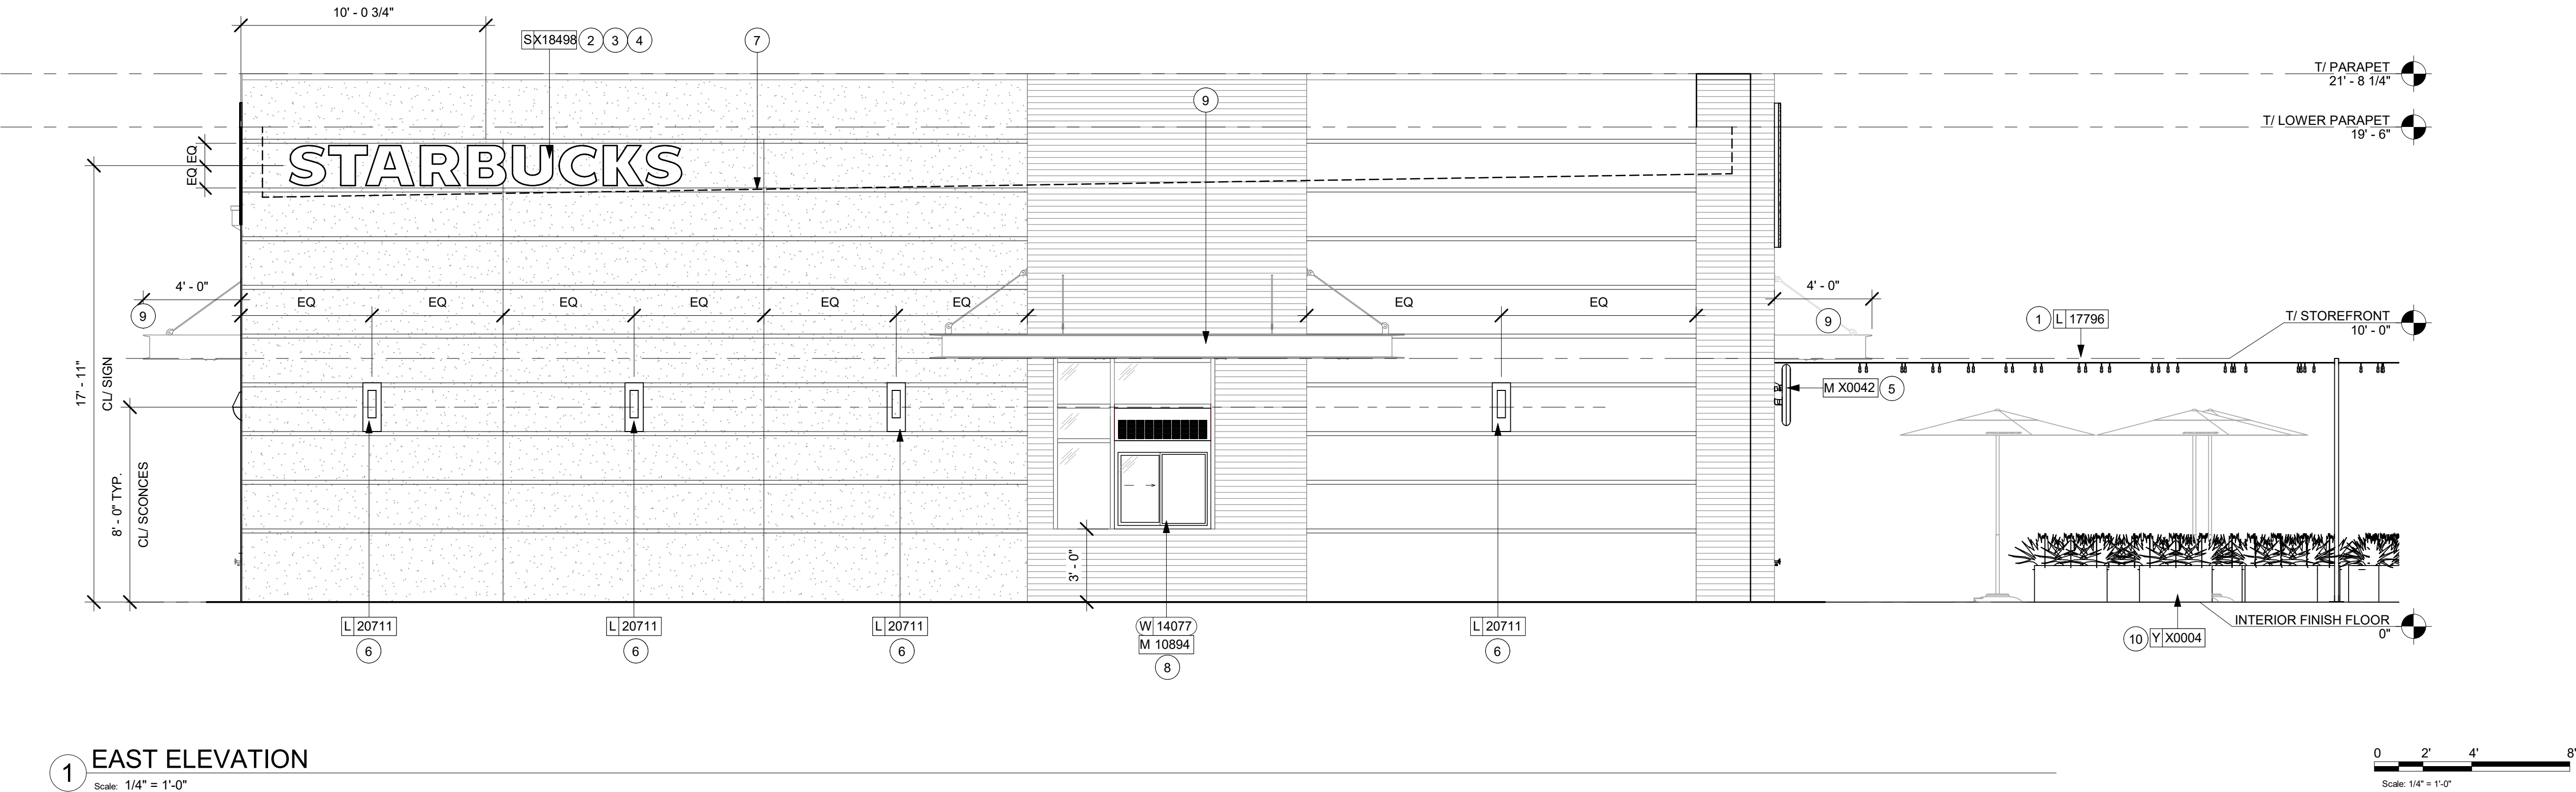 10' - 0 3/4"
SX18498 2 3 4
7
T/ PARAPET
21' - 8 1/4"
9
T/ LOWER PARAPET
19' - 6"
EQ
EQ
STARBUCKS
4' - 0"
9
EQ
EQ
EQ
EQ
EQ
EQ
EQ
EQ
4' - 0"
9
1 L 17796
T/ STOREFRONT
10' - 0"
17' - 11"
CL/ SIGN
M X0042 5
8' - 0" TYP.
CL/ SCONCES
3' - 0"
L 20711
6
L 20711
6
L 20711
6
W 14077
M 10894
8
L 20711
6
10 Y X0004
INTERIOR FINISH FLOOR
0"
1 EAST ELEVATION
Scale: 1/4" = 1'-0"
0 2' 4' 8'
Scale: 1/4" = 1'-0"